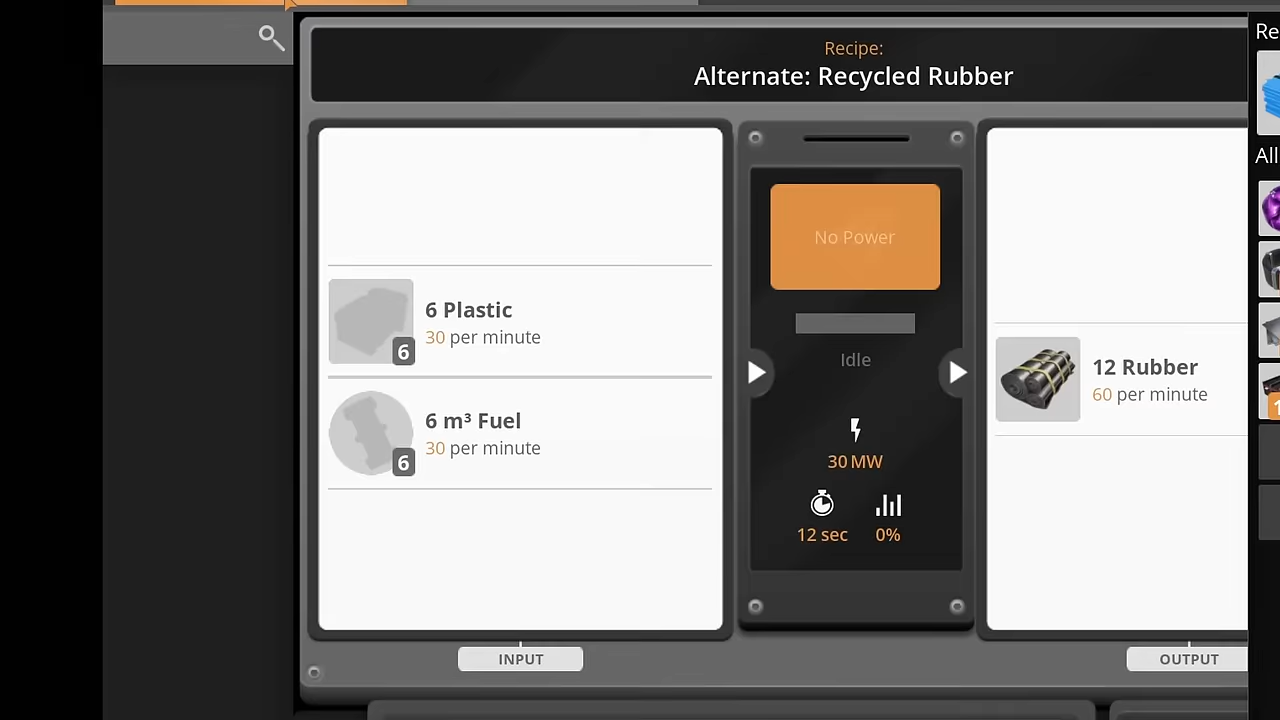 Recipe:
Alternate: Recycled Rubber
6 Plastic
30 per minute
6
6 m³ Fuel
30 per minute
6
No Power
Idle
30 MW
12 sec
0%
12 Rubber
60 per minute
INPUT
OUTPUT
Re
All
1